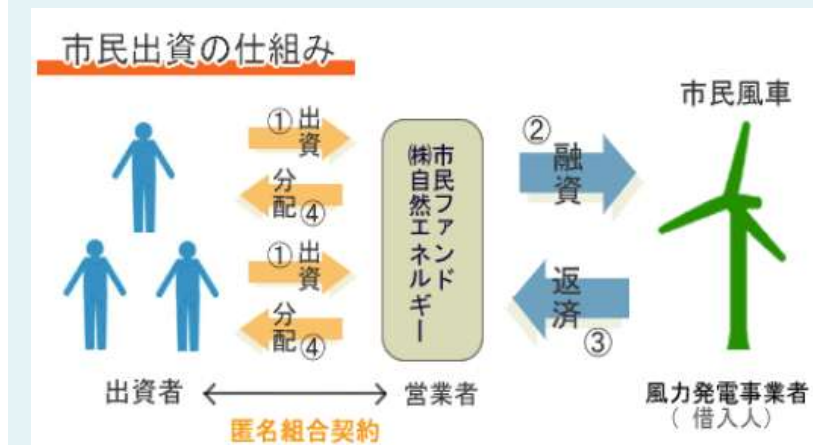 市民出資の仕組み
市民風車
①出資
分配④
①出資
分配④
㈱自然エネルギー
市民ファンド
②融資
返済③
出資者
営業者
匿名組合契約
風力発電事業者
(借入人)